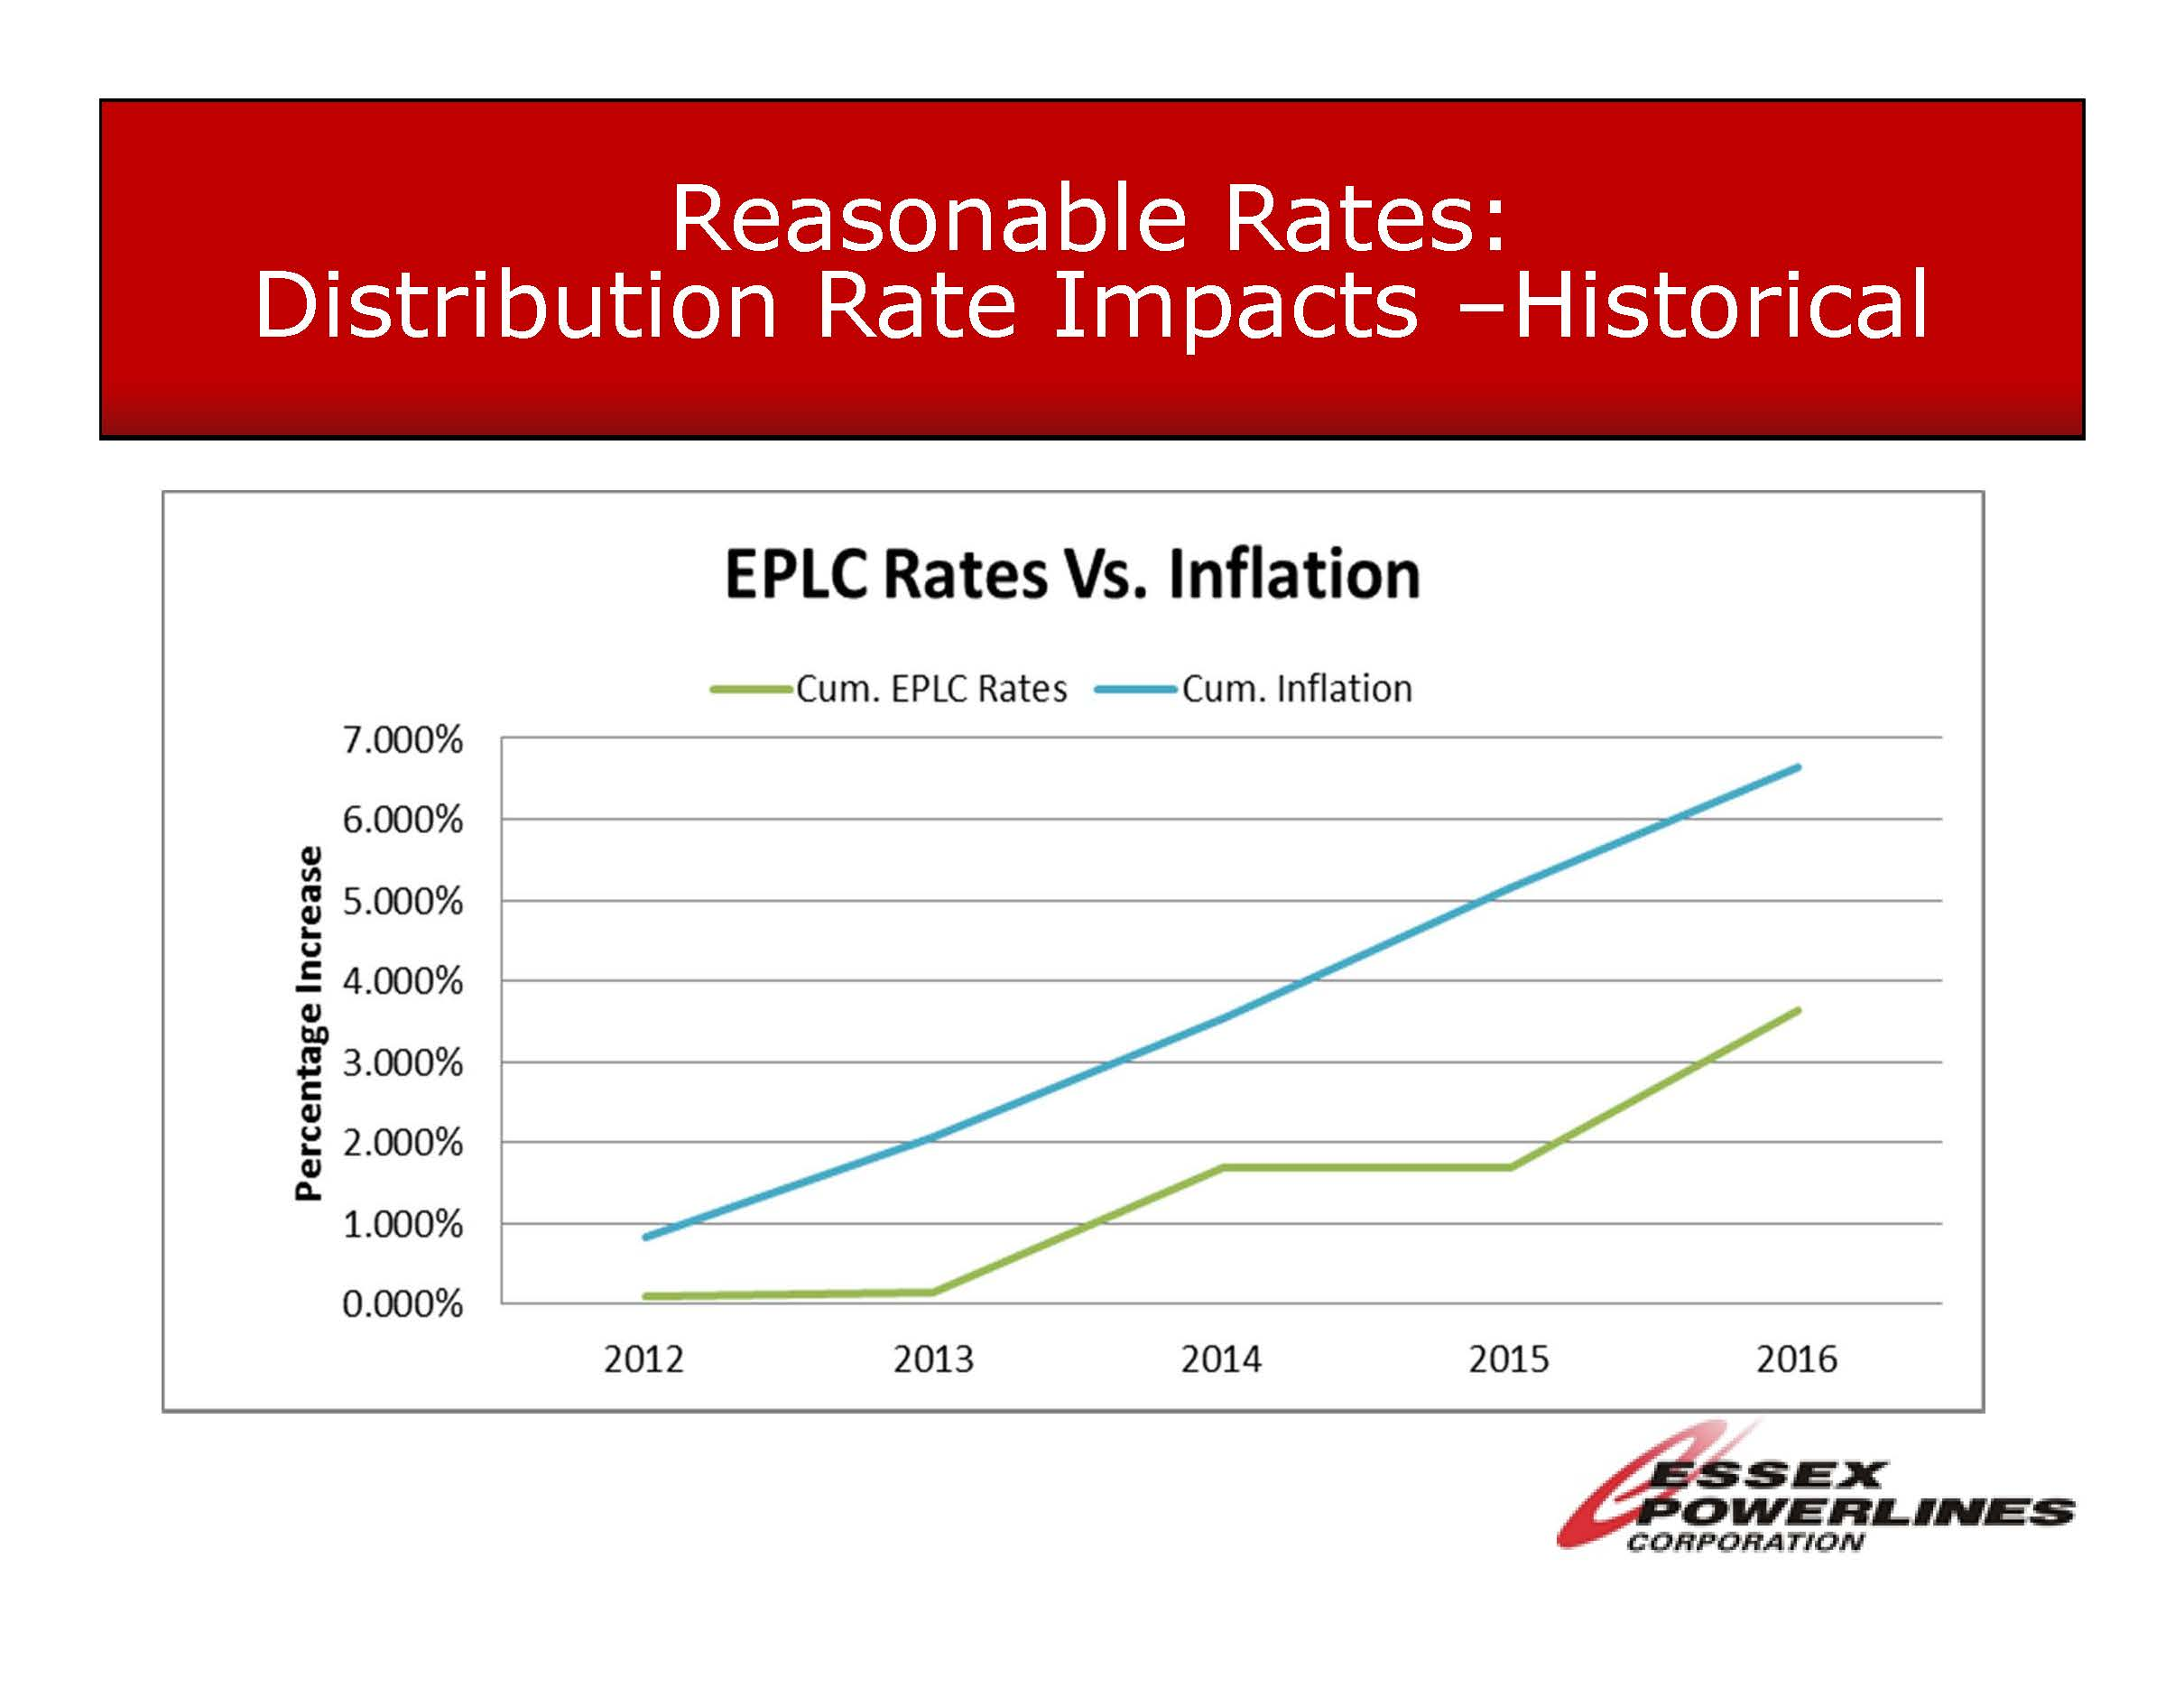 Reasonable Rates:
Distribution Rate Impacts –Historical
EPLC Rates Vs. Inflation
Cum. EPLC Rates Cum. Inflation
7.000%
6.000%
5.000%
4.000%
3.000%
2.000%
1.000%
0.000%
Percentage Increase
2012 2013 2014 2015 2016
ESSEX
POWERLINES
CORPORATION